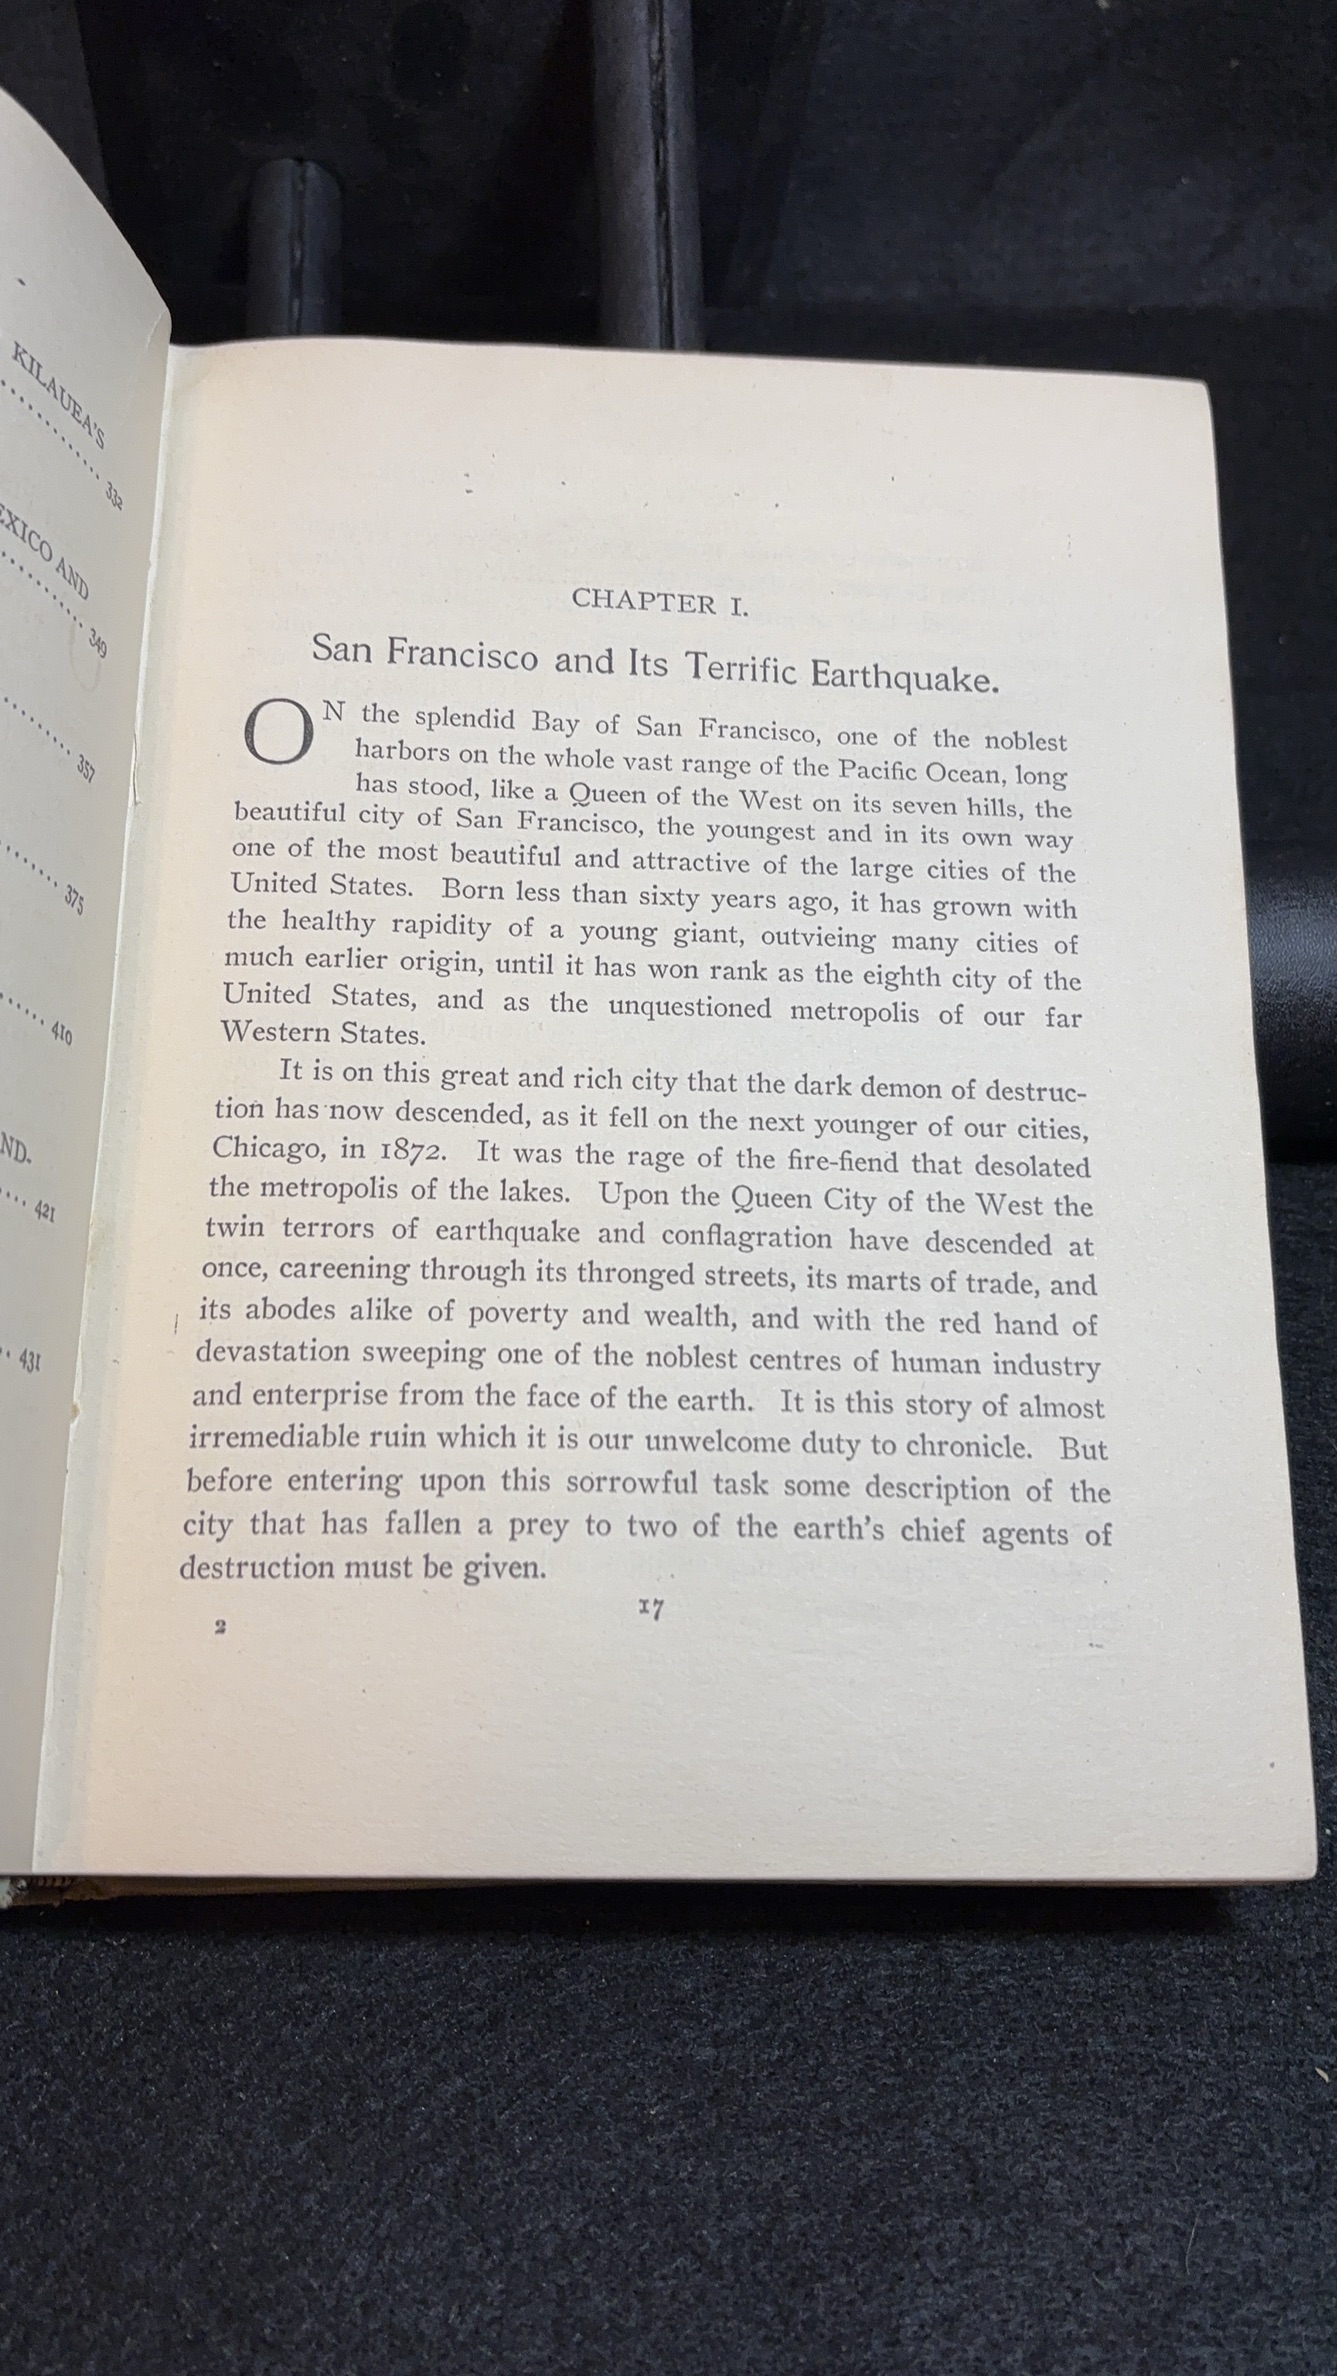 KILAUEA'S
332
EXICO AND
349
357
375
410
ND.
421
431
CHAPTER I.
San Francisco and Its Terrific Earthquake.
ON the splendid Bay of San Francisco, one of the noblest
harbors on the whole vast range of the Pacific Ocean, long
has stood, like a Queen of the West on its seven hills, the
beautiful city of San Francisco, the youngest and in its own way
one of the most beautiful and attractive of the large cities of the
United States. Born less than sixty years ago, it has grown with
the healthy rapidity of a young giant, outvieing many cities of
much earlier origin, until it has won rank as the eighth city of the
United States, and as the unquestioned metropolis of our far
Western States.
It is on this great and rich city that the dark demon of destruc-
tion has now descended, as it fell on the next younger of our cities,
Chicago, in 1872. It was the rage of the fire-fiend that desolated
the metropolis of the lakes. Upon the Queen City of the West the
twin terrors of earthquake and conflagration have descended at
once, careening through its thronged streets, its marts of trade, and
its abodes alike of poverty and wealth, and with the red hand of
devastation sweeping one of the noblest centres of human industry
and enterprise from the face of the earth. It is this story of almost
irremediable ruin which it is our unwelcome duty to chronicle. But
before entering upon this sorrowful task some description of the
city that has fallen a prey to two of the earth's chief agents of
destruction must be given.
17
2